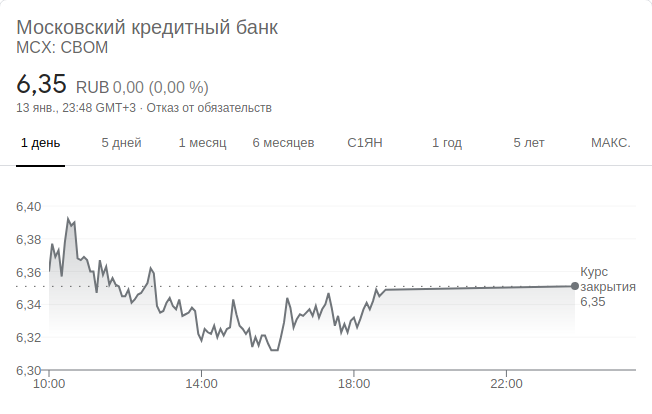 Московский кредитный банк
MCX: CBOM
6,35 RUB 0,00 (0,00 %)
13 янв., 23:48 GMT+3 · Отказ от обязательств
1 день 5 дней 1 месяц 6 месяцев С1ЯН 1 год 5 лет МАКС.
6,40
6,38
6,36
6,34
6,32
6,30
Курс
закрытия
6,35
10:00 14:00 18:00 22:00